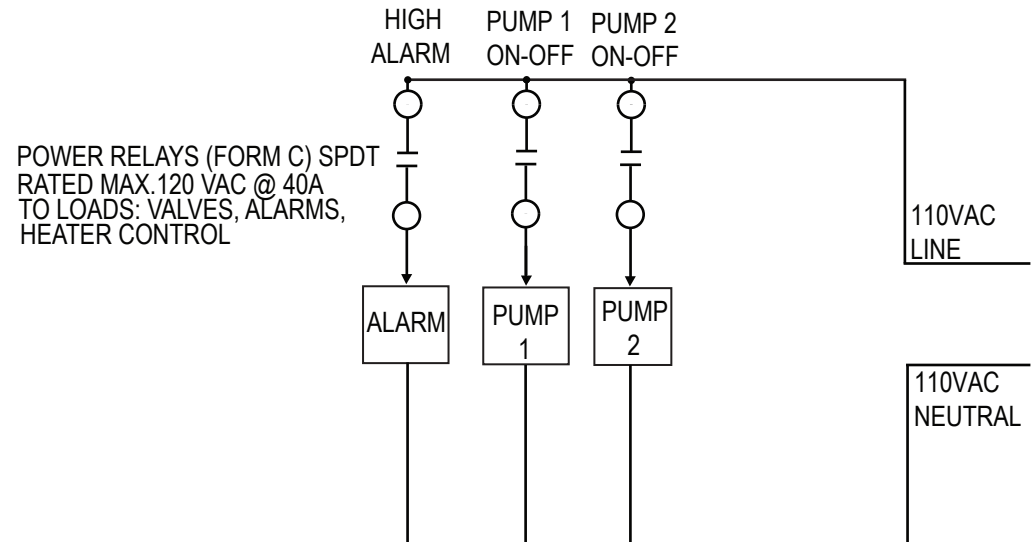 HIGH
ALARM
PUMP 1
ON-OFF
PUMP 2
ON-OFF
POWER RELAYS (FORM C) SPDT
RATED MAX.120 VAC @ 40A
TO LOADS: VALVES, ALARMS,
HEATER CONTROL
110VAC
LINE
ALARM
PUMP
1
PUMP
2
110VAC
NEUTRAL